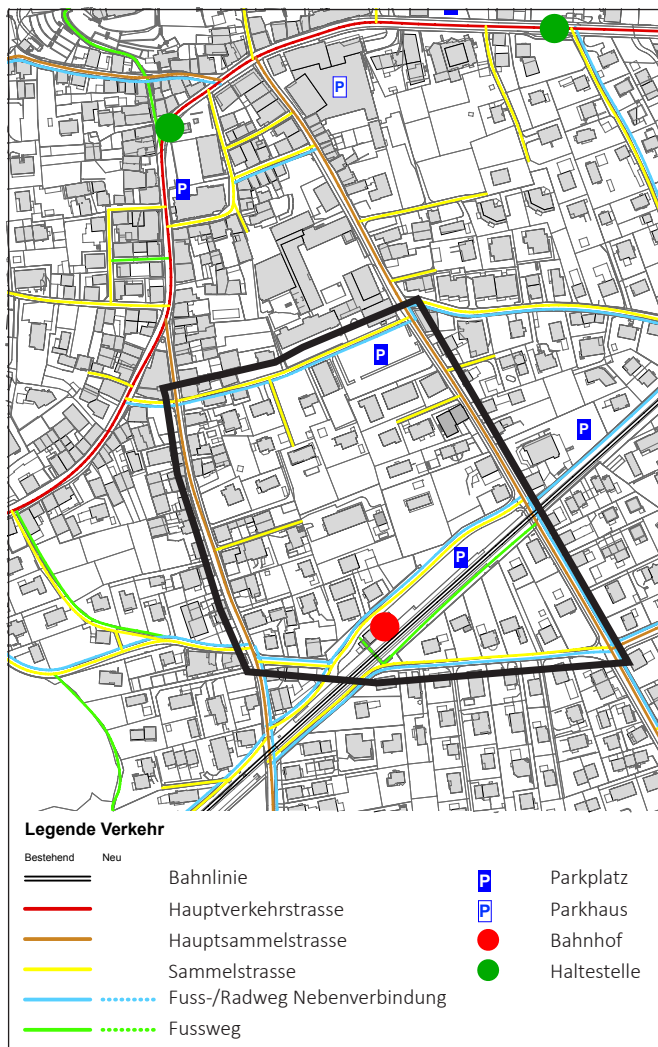 P
P
P
P
P
Legende Verkehr
Bestehend Neu
Bahnlinie
Hauptverkehrstrasse
Hauptsammelstrasse
Sammelstrasse
Fuss-/Radweg Nebenverbindung
Fussweg
P Parkplatz
P Parkhaus
Bahnhof
Haltestelle